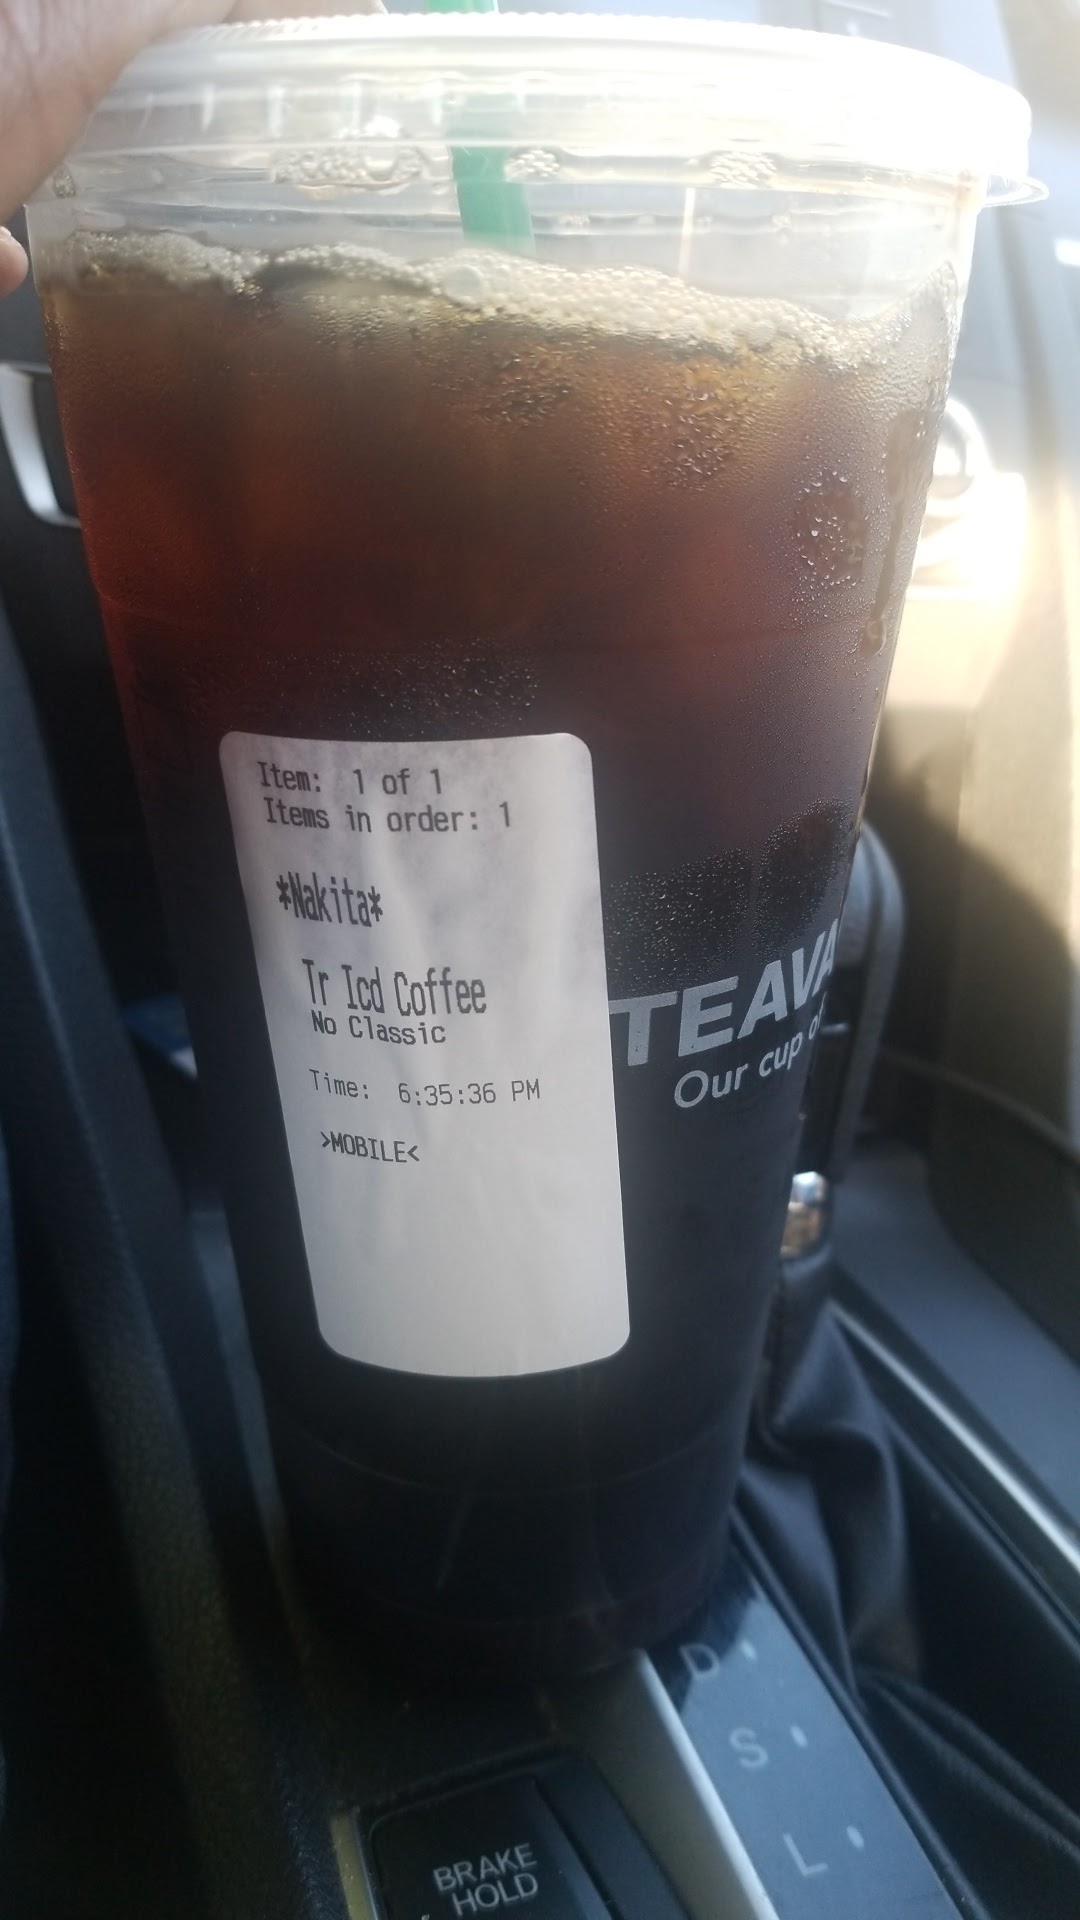 Item: 1 of 1
Items in order: 1
*Nakita*
Tr Icd Coffee
No Classic
Time: 6:35:36 PM
>MOBILE<
TEAVA
Our cup of
D
S
L
BRAKE
HOLD